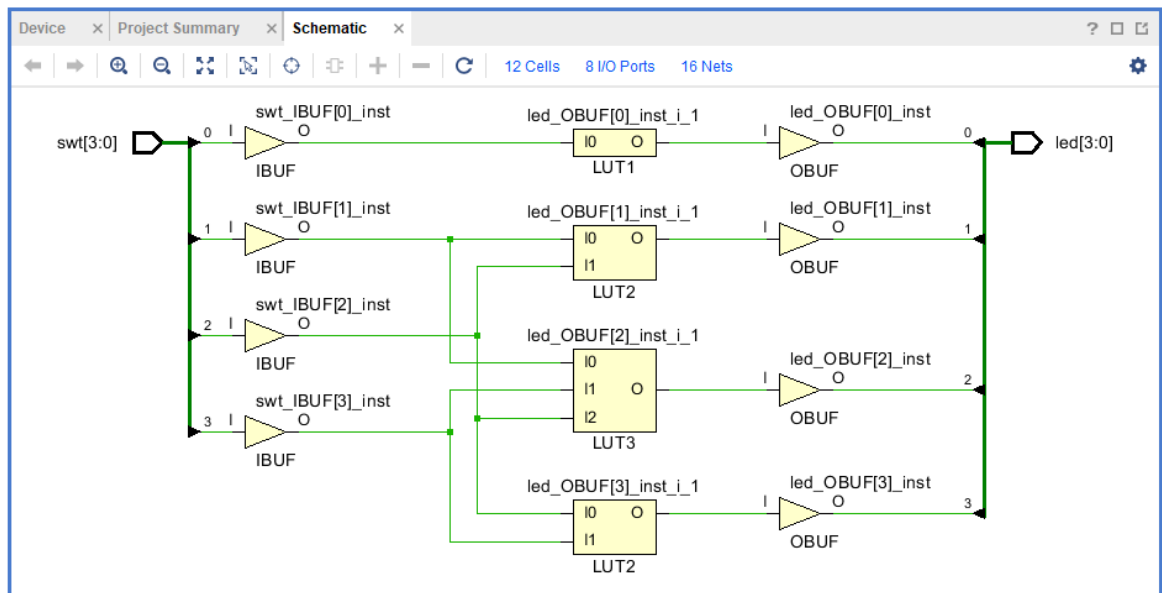 Device × Project Summary × Schematic ×
?
12 Cells 8 I/O Ports 16 Nets
swt_IBUF[0]_inst led_OBUF[0]_inst_i_1 led_OBUF[0]_inst
swt[3:0] 0 I O I0 O I O 0 led[3:0]
IBUF LUT1 OBUF
swt_IBUF[1]_inst led_OBUF[1]_inst_i_1 led_OBUF[1]_inst
1 I O I0 O I O 1
I1
IBUF LUT2 OBUF
swt_IBUF[2]_inst
2 I O
led_OBUF[2]_inst_i_1 led_OBUF[2]_inst
IBUF I0
I1 O I O 2
I2
swt_IBUF[3]_inst LUT3 OBUF
3 I O
IBUF
led_OBUF[3]_inst_i_1 led_OBUF[3]_inst
I0 O I O 3
I1
LUT2 OBUF